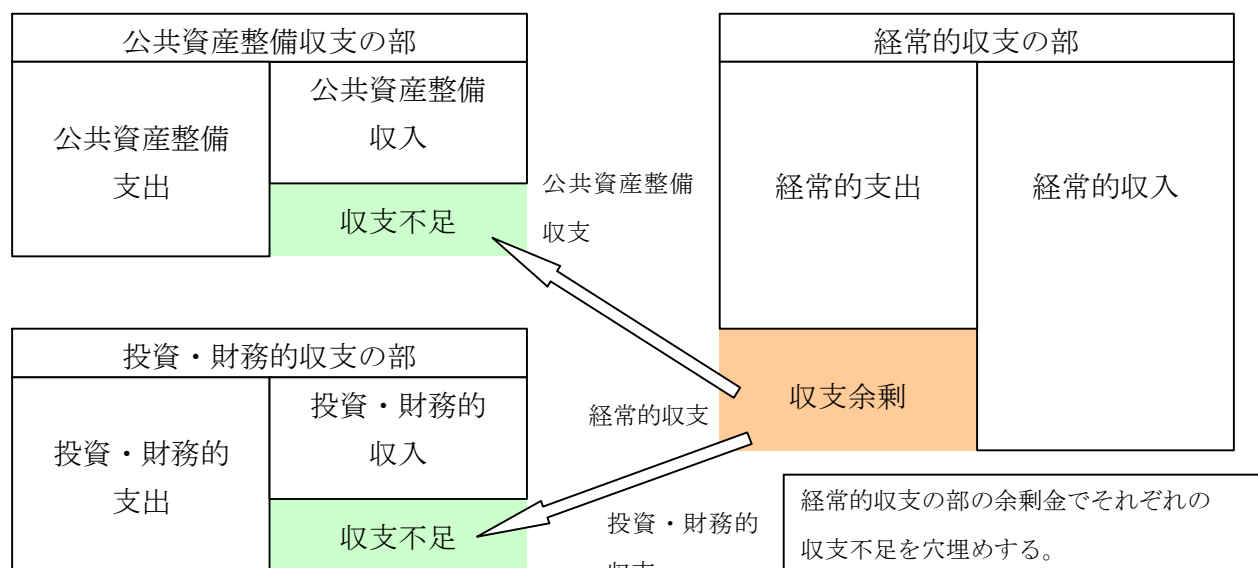 公共資産整備収支の部
公共資産整備
支出
公共資産整備
収入
収支不足
公共資産整備
収支
投資・財務的収支の部
投資・財務的
支出
投資・財務的
収入
収支不足
投資・財務的
経常的収支の部
経常的支出
経常的収入
収支余剰
経常的収支
経常的収支の部の余剰金でそれぞれの
収支不足を穴埋めする。